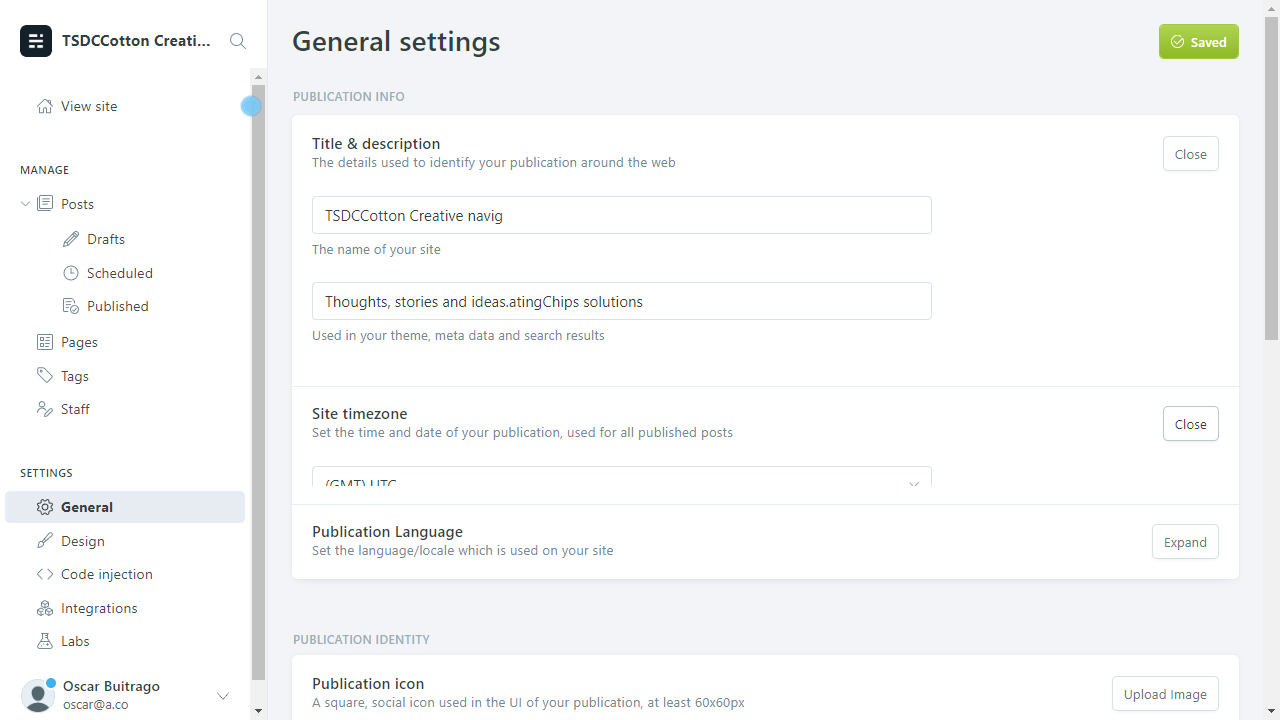 TSDCCotton Creati...
View site
MANAGE
Posts
Drafts
Scheduled
Published
Pages
Tags
Staff
SETTINGS
General
Design
Code injection
Integrations
Labs
Oscar Buitrago
oscar@a.co
General settings
Saved
PUBLICATION INFO
Title & description
The details used to identify your publication around the web
Close
TSDCCotton Creative navig
The name of your site
Thoughts, stories and ideas.atingChips solutions
Used in your theme, meta data and search results
Site timezone
Set the time and date of your publication, used for all published posts
Close
(GMT) UTC
Publication Language
Set the language/locale which is used on your site
Expand
PUBLICATION IDENTITY
Publication icon
A square, social icon used in the UI of your publication, at least 60x60px
Upload Image